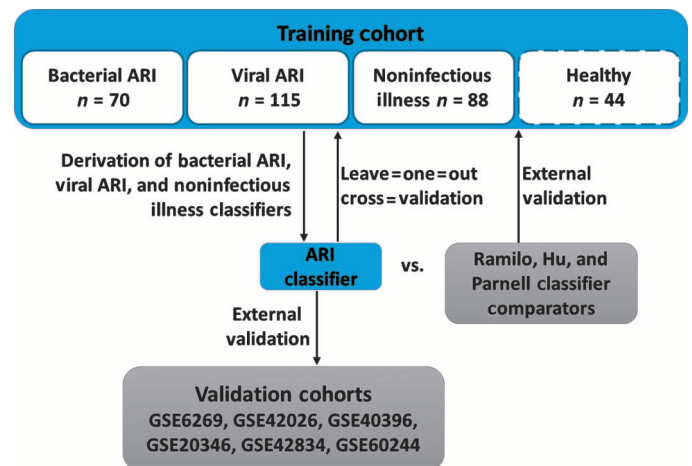 Training cohort
Bacterial ARI
n = 70
Viral ARI
n = 115
Noninfectious
illness n = 88
Healthy
n = 44
Derivation of bacterial ARI,
viral ARI, and noninfectious
illness classifiers
Leave=one=out
cross=validation
External
validation
ARI
classifier
vs.
Ramilo, Hu, and
Parnell classifier
comparators
External
validation
Validation cohorts
GSE6269, GSE42026, GSE40396,
GSE20346, GSE42834, GSE60244